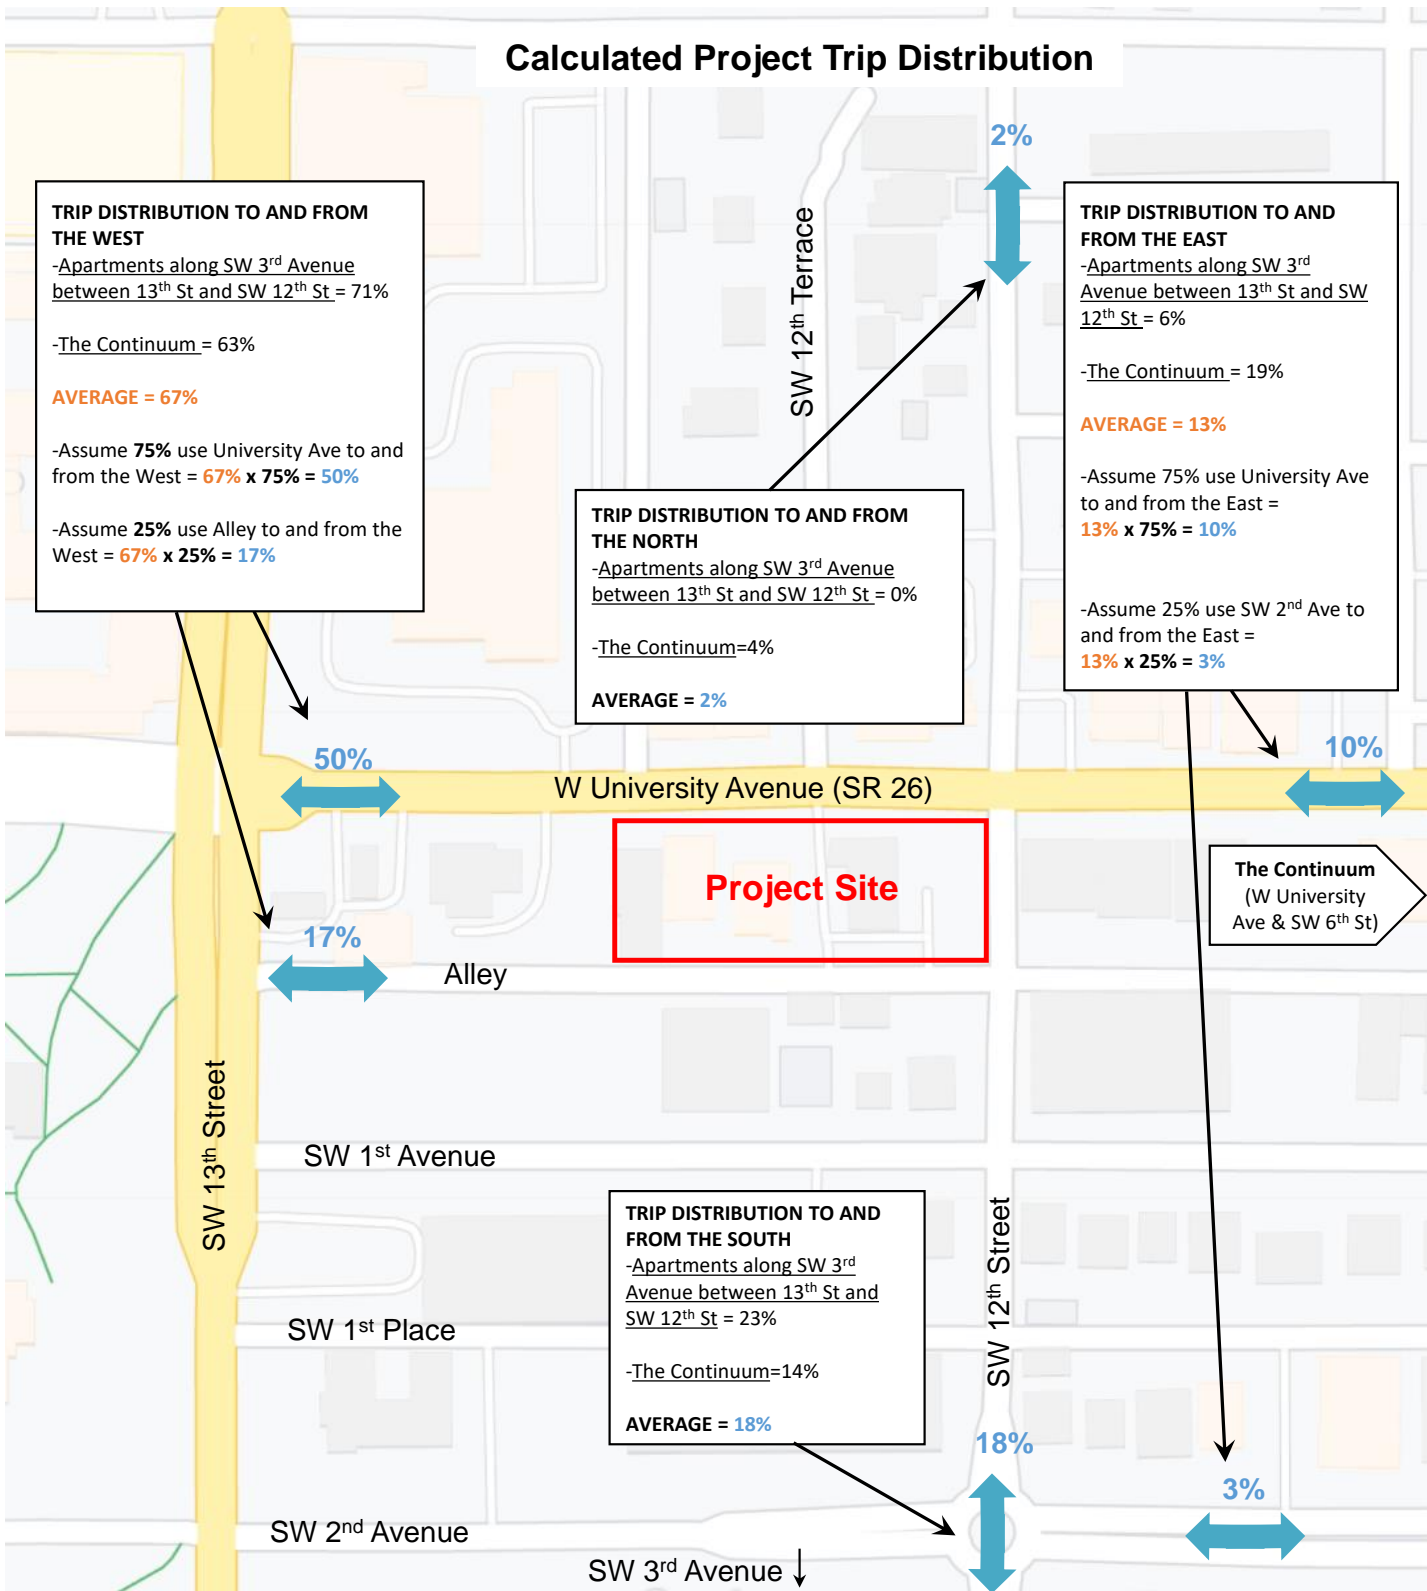 Calculated Project Trip Distribution
2%
TRIP DISTRIBUTION TO AND FROM
THE WEST
-Apartments along SW 3rd Avenue
between 13th St and SW 12th St = 71%
-The Continuum = 63%
AVERAGE = 67%
-Assume 75% use University Ave to and
from the West = 67% x 75% = 50%
-Assume 25% use Alley to and from the
West = 67% x 25% = 17%
SW 12th Terrace
TRIP DISTRIBUTION TO AND
FROM THE EAST
-Apartments along SW 3rd
Avenue between 13th St and SW
12th St = 6%
-The Continuum = 19%
AVERAGE = 13%
-Assume 75% use University Ave
to and from the East =
13% x 75% = 10%
-Assume 25% use SW 2nd Ave to
and from the East =
13% x 25% = 3%
TRIP DISTRIBUTION TO AND FROM
THE NORTH
-Apartments along SW 3rd Avenue
between 13th St and SW 12th St = 0%
-The Continuum=4%
AVERAGE = 2%
50%
W University Avenue (SR 26)
10%
Project Site
The Continuum
(W University
Ave & SW 6th St)
17%
Alley
SW 13th Street
SW 1st Avenue
TRIP DISTRIBUTION TO AND
FROM THE SOUTH
-Apartments along SW 3rd
Avenue between 13th St and
SW 12th St = 23%
-The Continuum=14%
AVERAGE = 18%
SW 12th Street
SW 1st Place
18%
3%
SW 2nd Avenue
SW 3rd Avenue